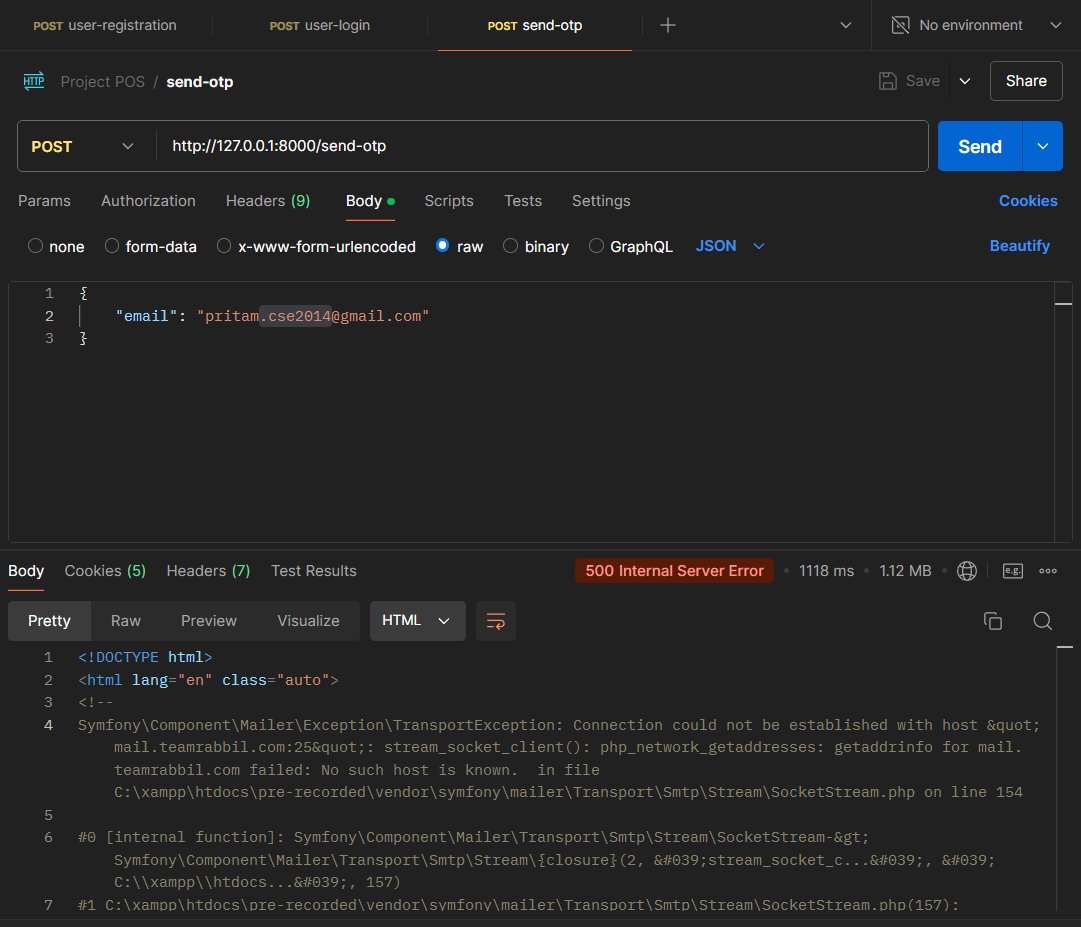 POST user-registration POST user-login POST send-otp No environment
HTTP Project POS / send-otp Save Share
POST http://127.0.0.1:8000/send-otp Send
Params Authorization Headers (9) Body Scripts Tests Settings Cookies
none form-data x-www-form-urlencoded raw binary GraphQL JSON Beautify
1 {
2 "email": "pritam.cse2014@gmail.com"
3 }
Body Cookies (5) Headers (7) Test Results 500 Internal Server Error 1118 ms 1.12 MB e.g.
Pretty Raw Preview Visualize HTML
1 <!DOCTYPE html>
2 <html lang="en" class="auto">
3 <!--
4 Symfony\Component\Mailer\Exception\TransportException: Connection could not be established with host &quot;
mail.teamrabbil.com:25&quot;: stream_socket_client(): php_network_getaddresses: getaddrinfo for mail.
teamrabbil.com failed: No such host is known.  in file
C:\xampp\htdocs\pre-recorded\vendor\symfony\mailer\Transport\Smtp\Stream\SocketStream.php on line 154
5
6 #0 [internal function]: Symfony\Component\Mailer\Transport\Smtp\Stream\SocketStream-&gt;
Symfony\Component\Mailer\Transport\Smtp\Stream\{closure}(2, &#039;stream_socket_c...&#039;, &#039;
C:\\xampp\\htdocs...&#039;, 157)
7 #1 C:\xampp\htdocs\pre-recorded\vendor\symfony\mailer\Transport\Smtp\Stream\SocketStream.php(157):